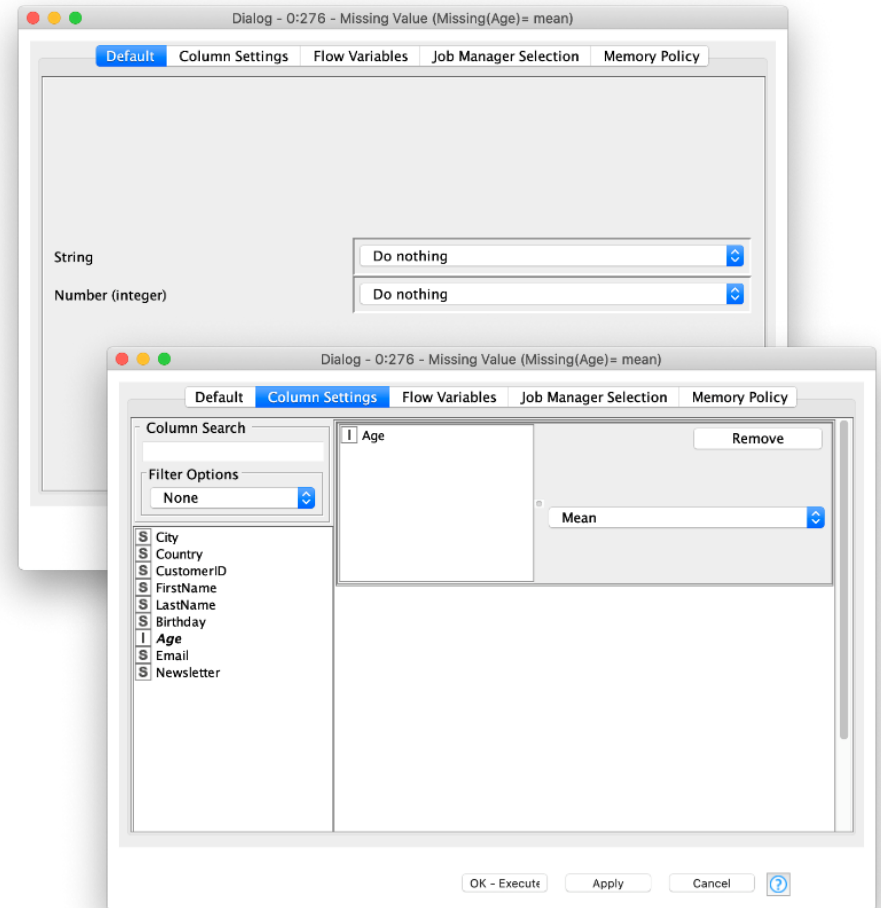 Dialog - 0:276 - Missing Value (Missing(Age)= mean)
Default Column Settings Flow Variables Job Manager Selection Memory Policy
String Do nothing
Number (integer) Do nothing
Dialog - 0:276 - Missing Value (Missing(Age)= mean)
Default Column Settings Flow Variables Job Manager Selection Memory Policy
Column Search
Filter Options
None
S City
S Country
S CustomerID
S FirstName
S LastName
S Birthday
I Age
S Email
S Newsletter
I Age
Remove
Mean
OK - Execute Apply Cancel ?